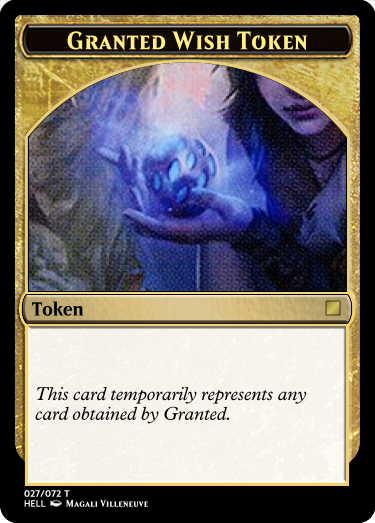 Granted Wish Token
Token
This card temporarily represents any
card obtained by Granted.
027/072 T
HELL Magali Villeneuve